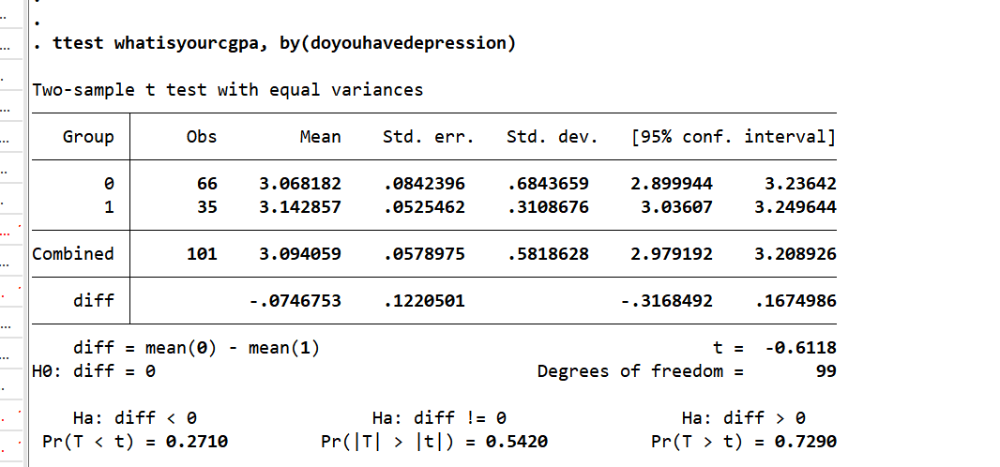 .
.
. ttest whatisyourcgpa, by(doyouhavedepression)
Two-sample t test with equal variances
Group Obs Mean Std. err. Std. dev. [95% conf. interval]
0 66 3.068182 .0842396 .6843659 2.899944 3.23642
1 35 3.142857 .0525462 .3108676 3.03607 3.249644
Combined 101 3.094059 .0578975 .5818628 2.979192 3.208926
diff -.0746753 .1220501 -.3168492 .1674986
diff = mean(0) - mean(1) t = -0.6118
H0: diff = 0 Degrees of freedom = 99
Ha: diff < 0 Ha: diff != 0 Ha: diff > 0
Pr(T < t) = 0.2710 Pr(|T| > |t|) = 0.5420 Pr(T > t) = 0.7290